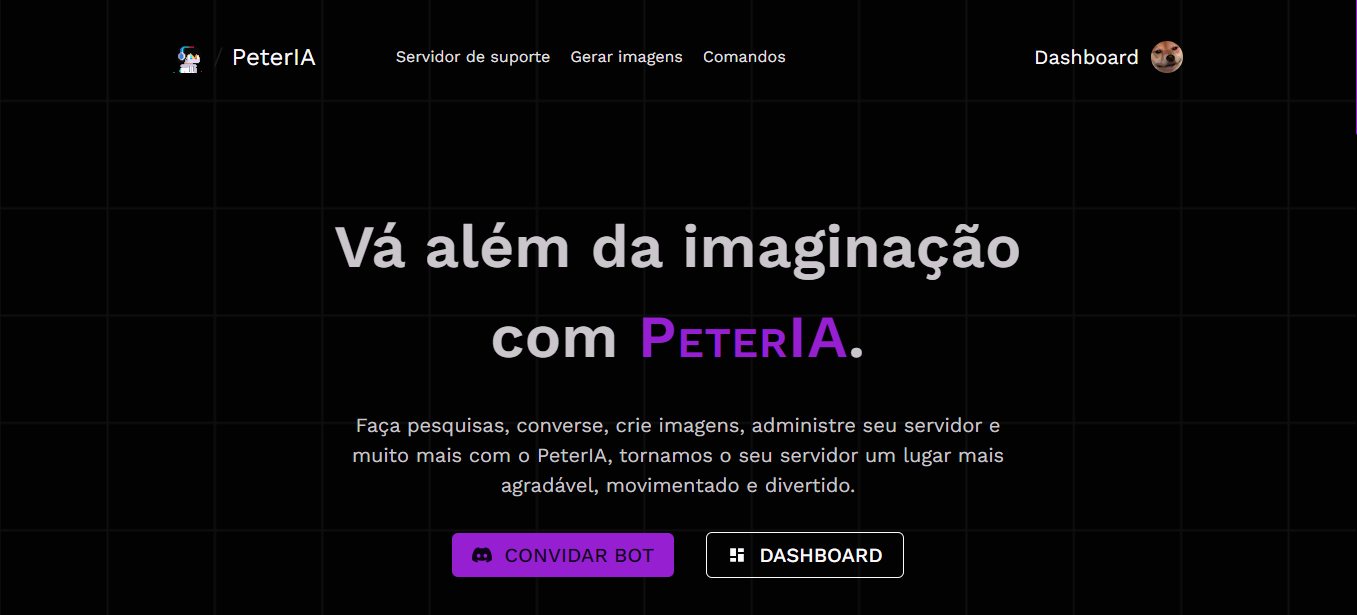 / PeterIA
Servidor de suporte
Gerar imagens
Comandos
Dashboard
Vá além da imaginação
com PeterIA.
Faça pesquisas, converse, crie imagens, administre seu servidor e
muito mais com o PeterIA, tornamos o seu servidor um lugar mais
agradável, movimentado e divertido.
CONVIDAR BOT
DASHBOARD